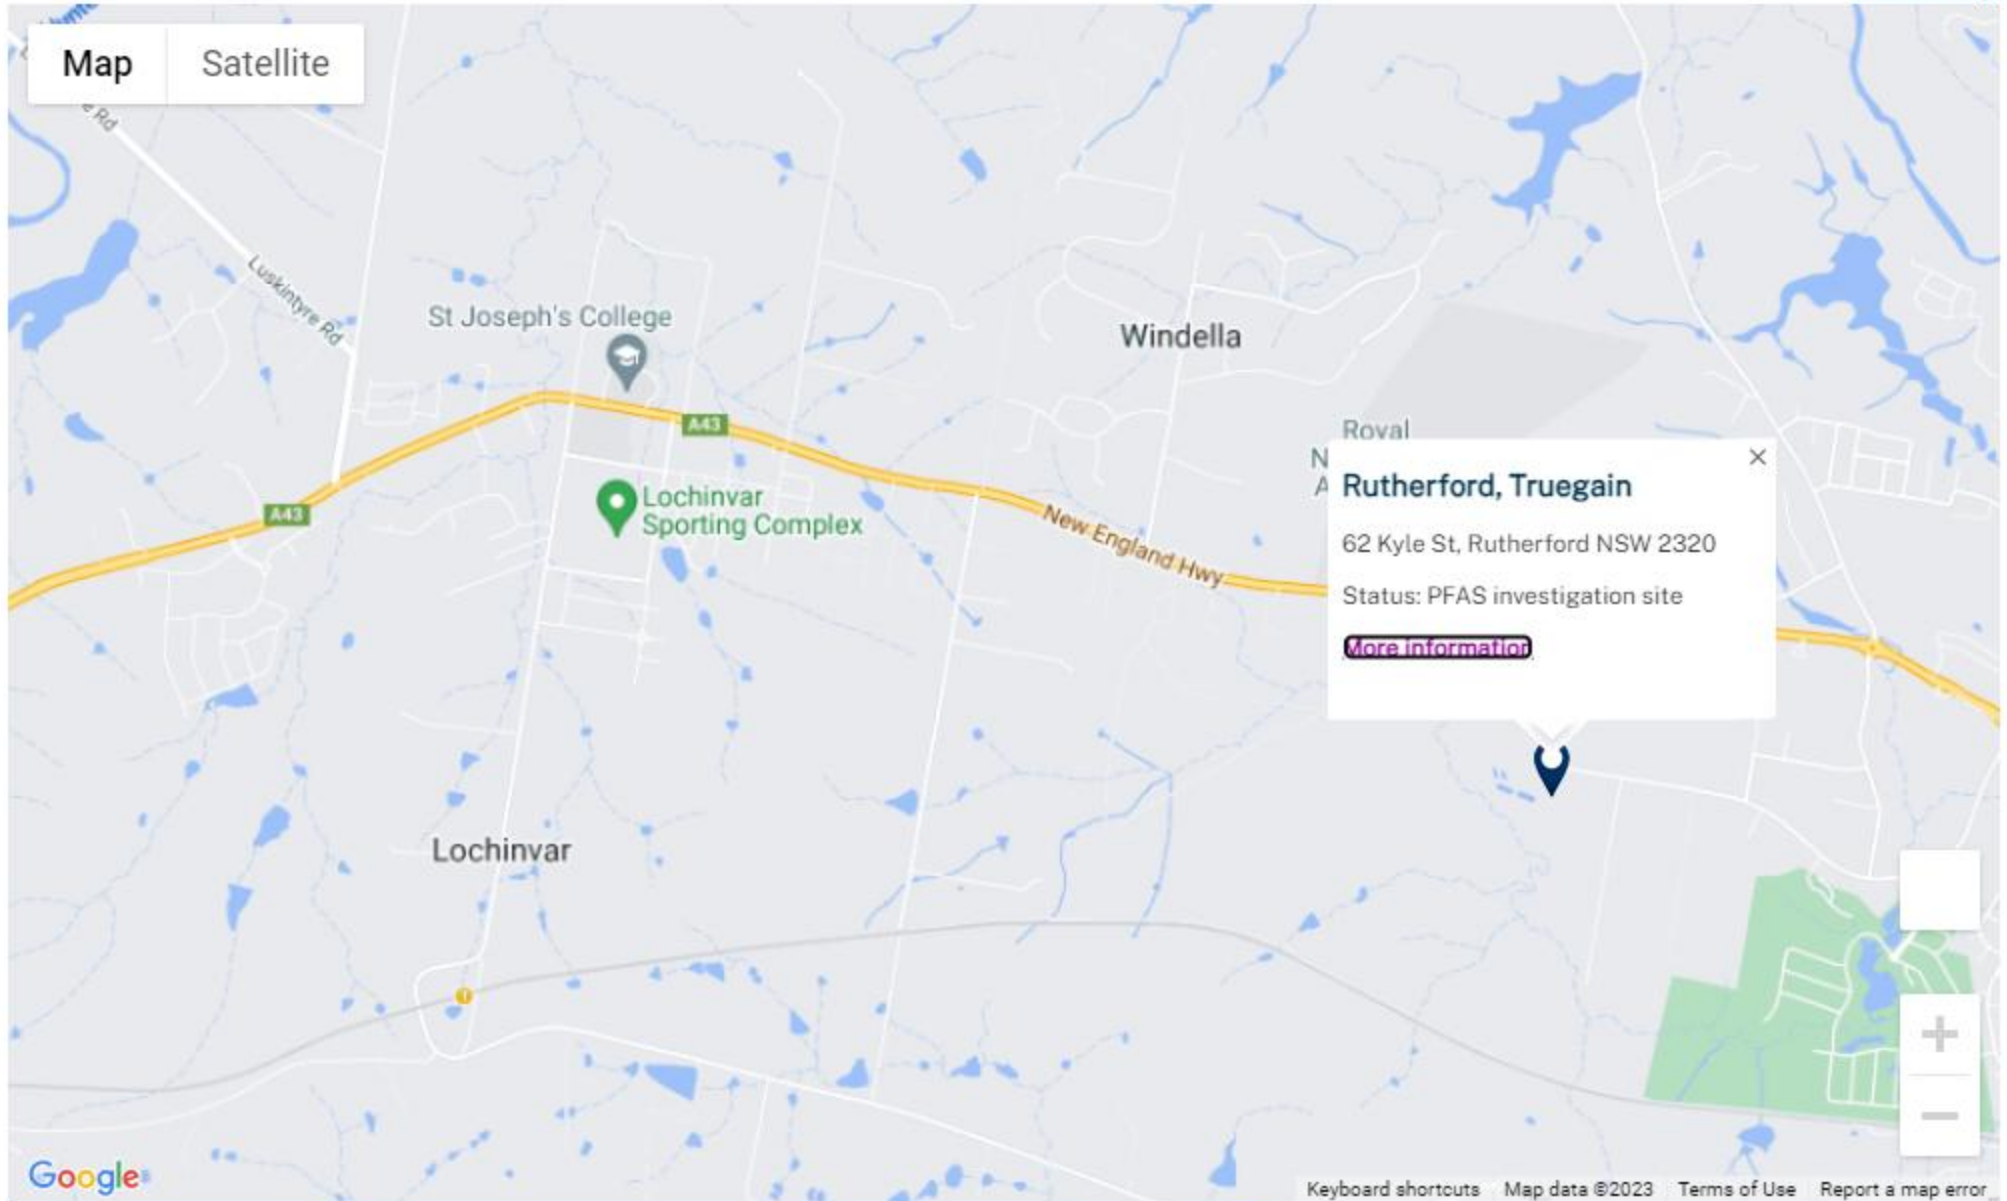 Map Satellite
e Rd
Luskintyre Rd
St Joseph's College
Windella
A43
Royal
N
A
Rutherford, Truegain
62 Kyle St, Rutherford NSW 2320
Status: PFAS investigation site
More information
Lochinvar
Sporting Complex
A43
New England Hwy
Lochinvar
Google
Keyboard shortcuts Map data ©2023 Terms of Use Report a map error